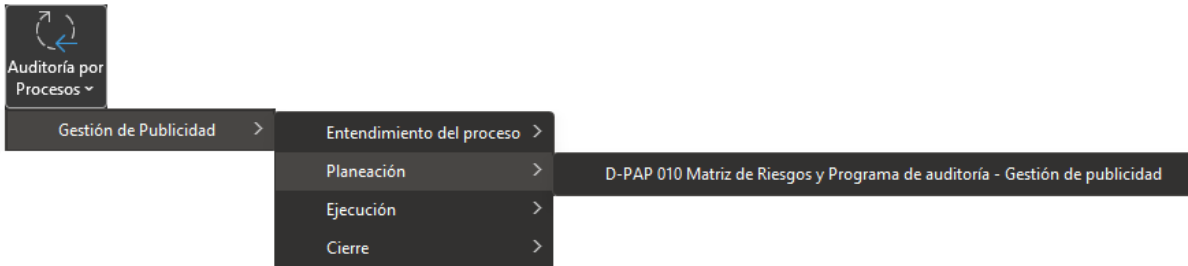 Auditoría por
Procesos
Gestión de Publicidad
Entendimiento del proceso
Planeación
D-PAP 010 Matriz de Riesgos y Programa de auditoría - Gestión de publicidad
Ejecución
Cierre